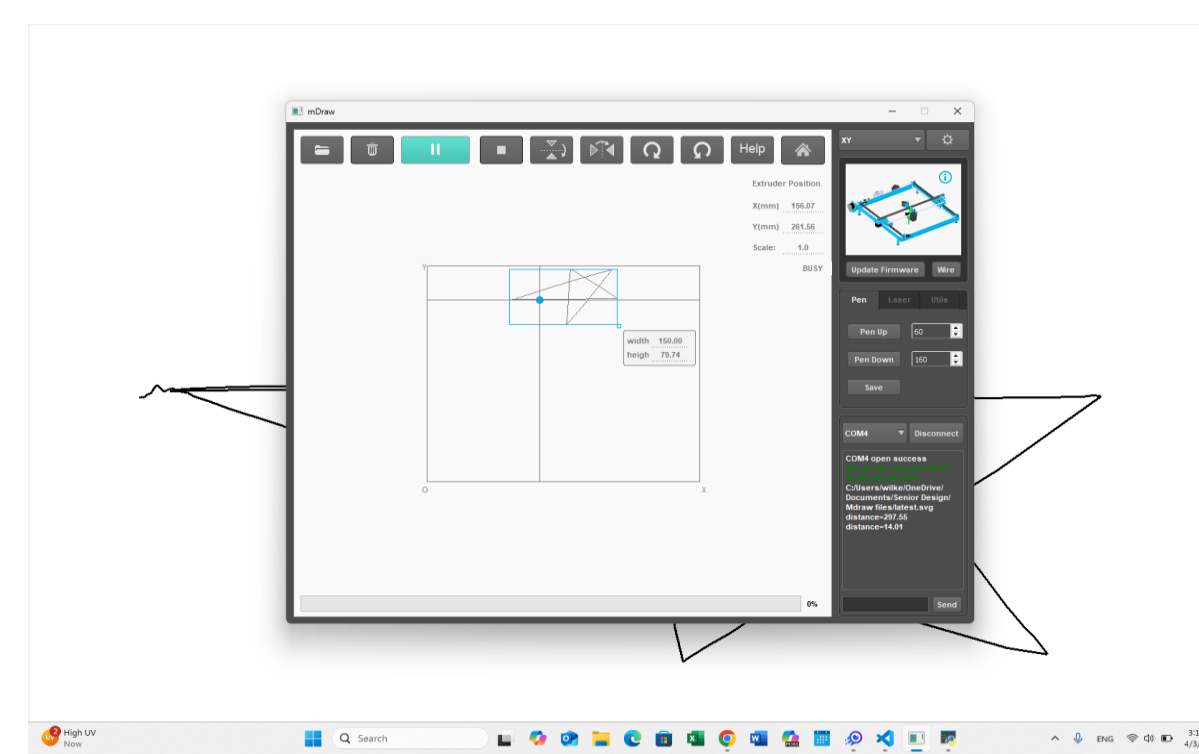 mDraw
Help
XY
Extruder Position
X(mm) 156.07
Y(mm) 261.56
Scale: 1.0
BUSY
Update Firmware Wire
Y
O
X
width 150.00
heigh 79.74
Pen Laser Utils
Pen Up 60
Pen Down 160
Save
COM4 Disconnect
COM4 open success
C:/Users/wilke/OneDrive/
Documents/Senior Design/
Mdraw files/latest.svg
distance=297.55
distance=14.01
0%
Send
2
High UV
Now
Search
ENG